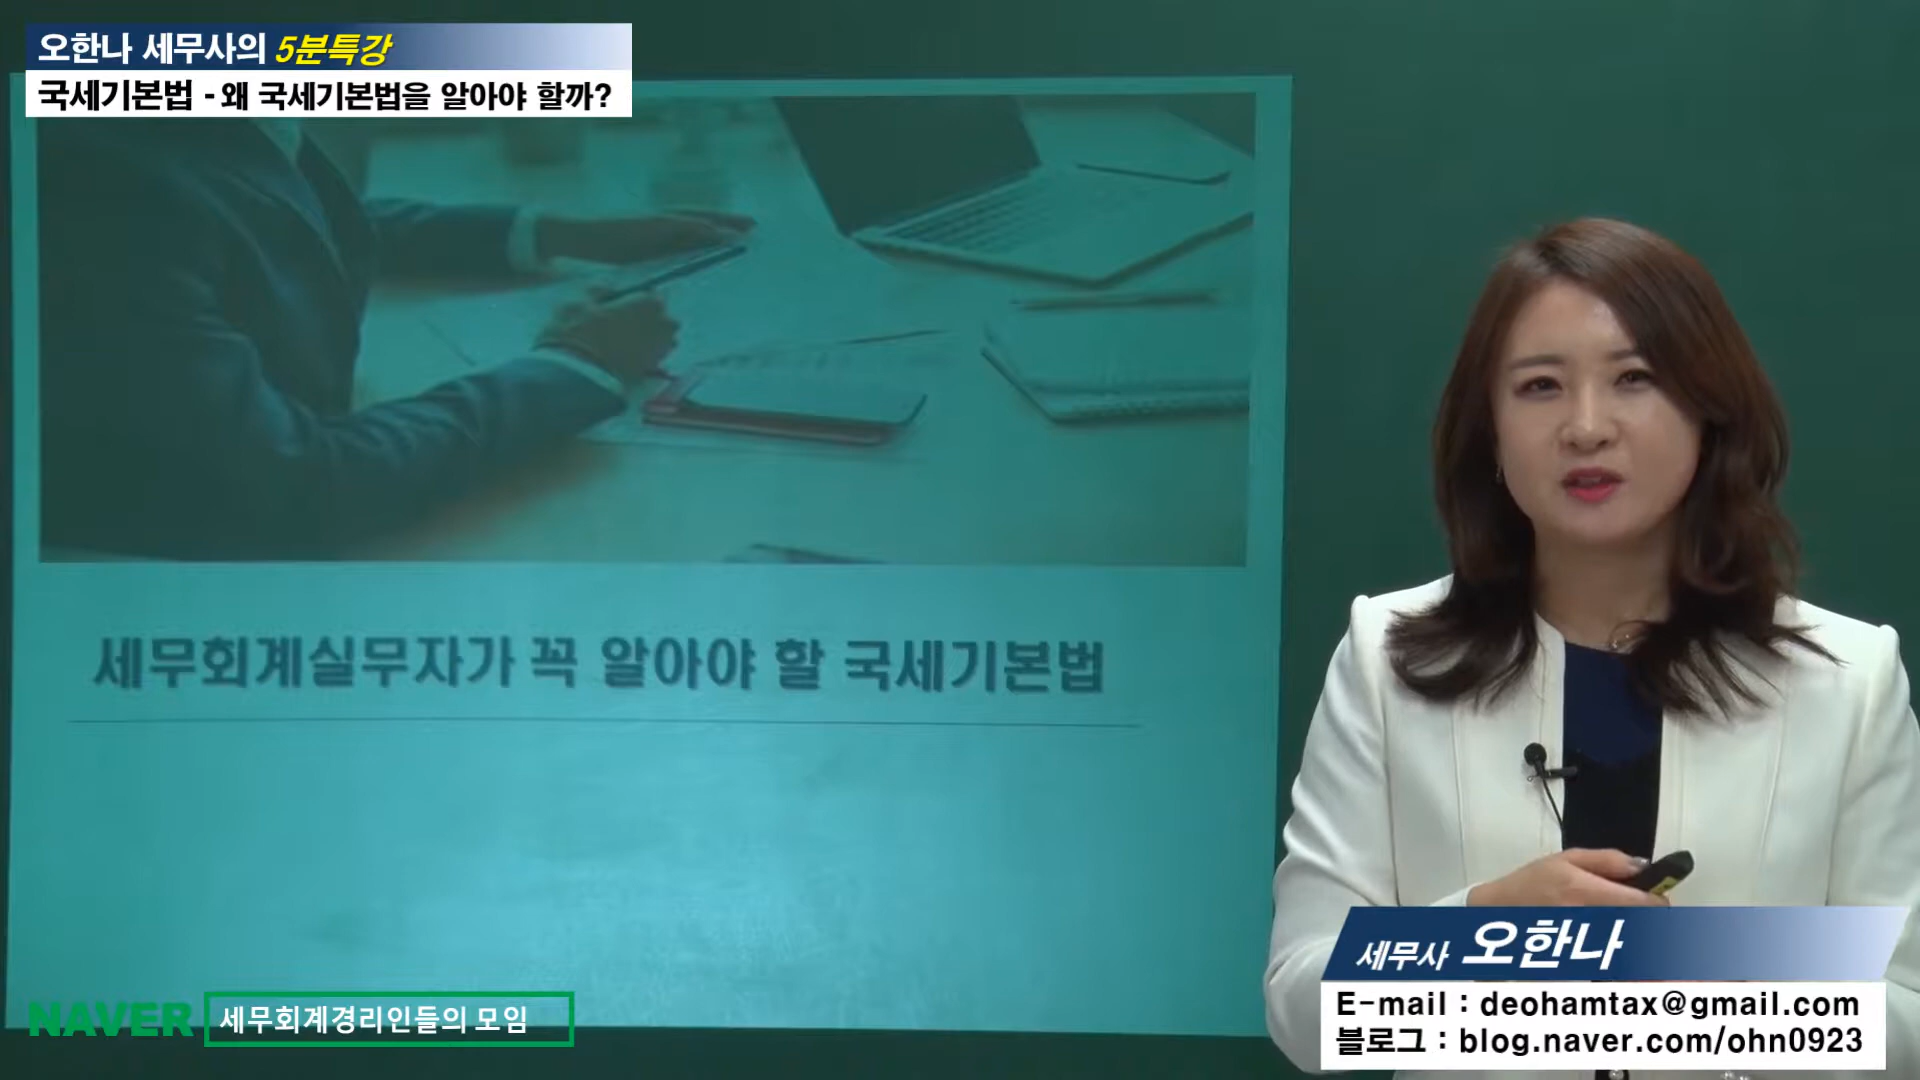 오한나 세무사의 5분특강
국세기본법 - 왜 국세기본법을 알아야 할까?
세무회계실무자가 꼭 알아야 할 국세기본법
세무사 오한나
E-mail : deohamtax@gmail.com
블로그 : blog.naver.com/ohn0923
NAVER 세무회계경리인들의 모임